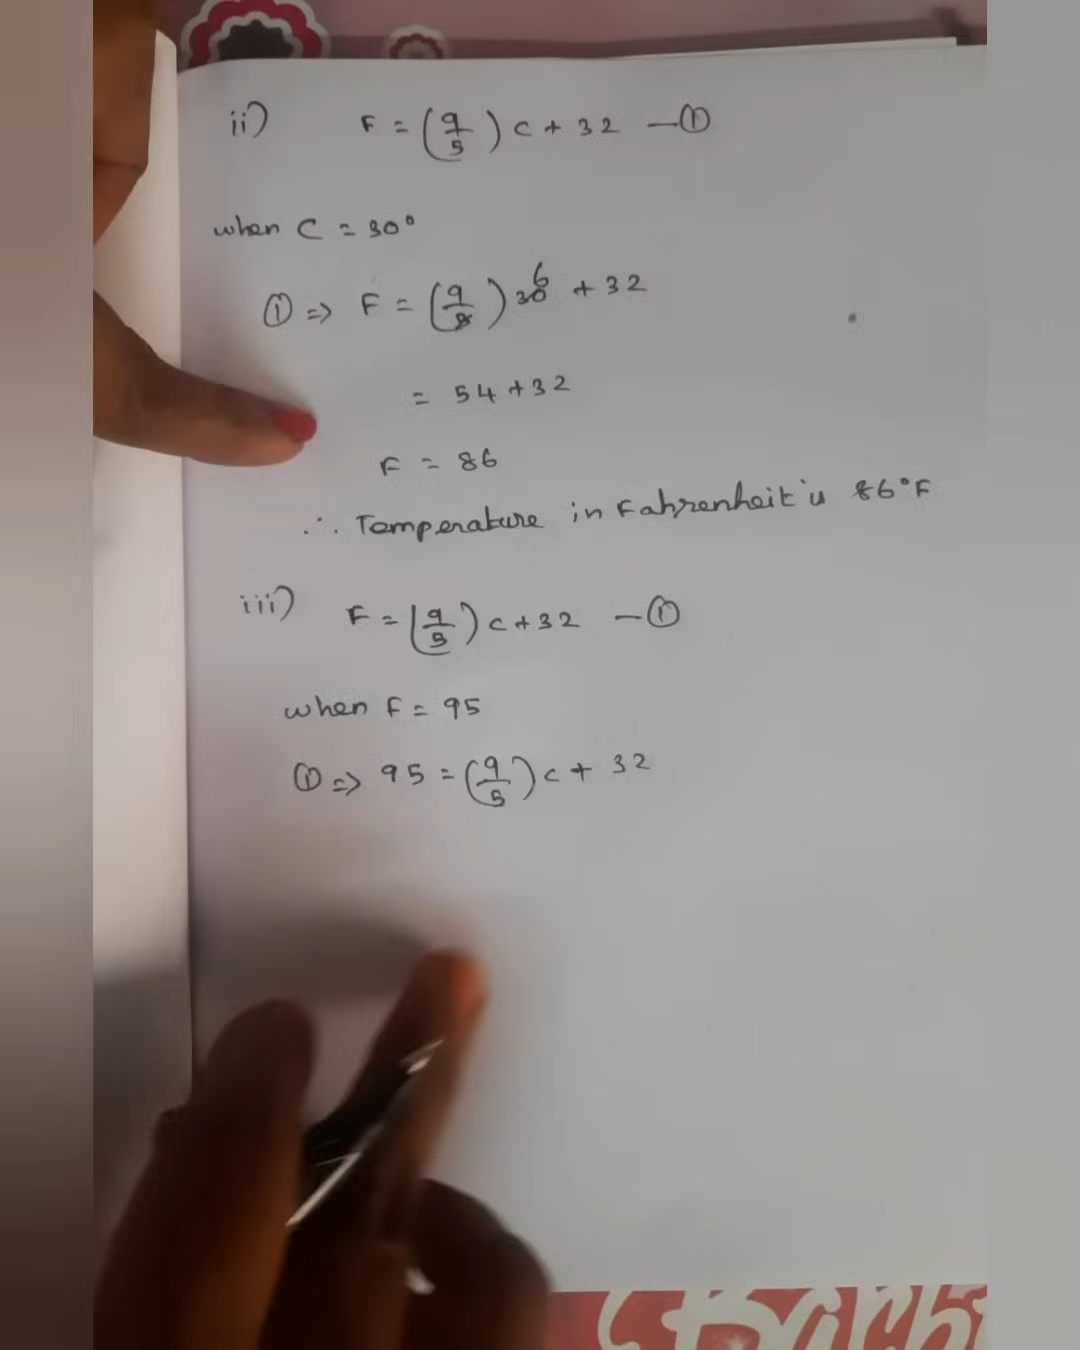 ii) F = (9/5) C + 32 —①
when C = 30°
① => F = (9/5) 30 6 + 32
= 54 + 32
F = 86
∴ Temperature in Fahrenheit is 86°F
iii) F = (9/5) C + 32 —①
when F = 95
① => 95 = (9/5) C + 32